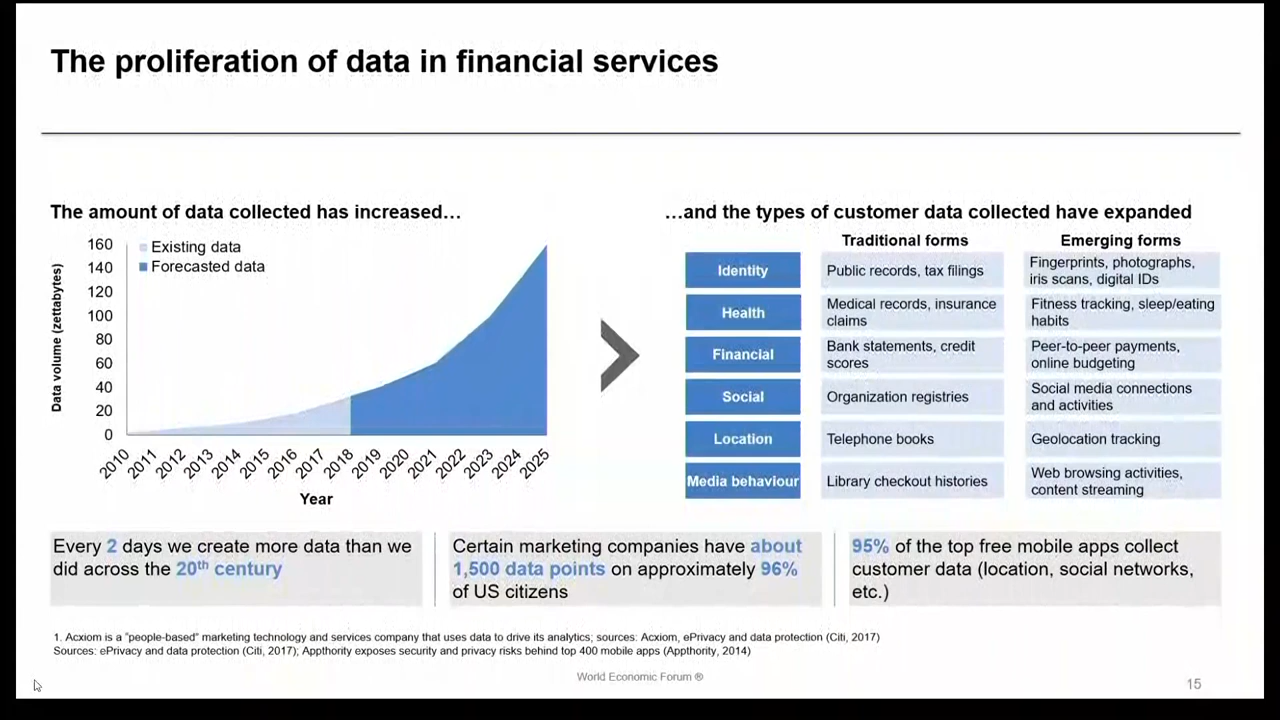 The proliferation of data in financial services
The amount of data collected has increased…
Data volume (zettabytes)
160
140
120
100
80
60
40
20
0
Existing data
Forecasted data
2010
2011
2012
2013
2014
2015
2016
2017
2018
2019
2020
2021
2022
2023
2024
2025
Year
…and the types of customer data collected have expanded
Traditional forms
Emerging forms
Identity
Public records, tax filings
Fingerprints, photographs,
iris scans, digital IDs
Health
Medical records, insurance
claims
Fitness tracking, sleep/eating
habits
Financial
Bank statements, credit
scores
Peer-to-peer payments,
online budgeting
Social
Organization registries
Social media connections
and activities
Location
Telephone books
Geolocation tracking
Media behaviour
Library checkout histories
Web browsing activities,
content streaming
Every 2 days we create more data than we
did across the 20th century
Certain marketing companies have about
1,500 data points on approximately 96%
of US citizens
95% of the top free mobile apps collect
customer data (location, social networks,
etc.)
1. Acxiom is a "people-based" marketing technology and services company that uses data to drive its analytics; sources: Acxiom, ePrivacy and data protection (Citi, 2017)
Sources: ePrivacy and data protection (Citi, 2017); Appthority exposes security and privacy risks behind top 400 mobile apps (Appthority, 2014)
World Economic Forum ®
15